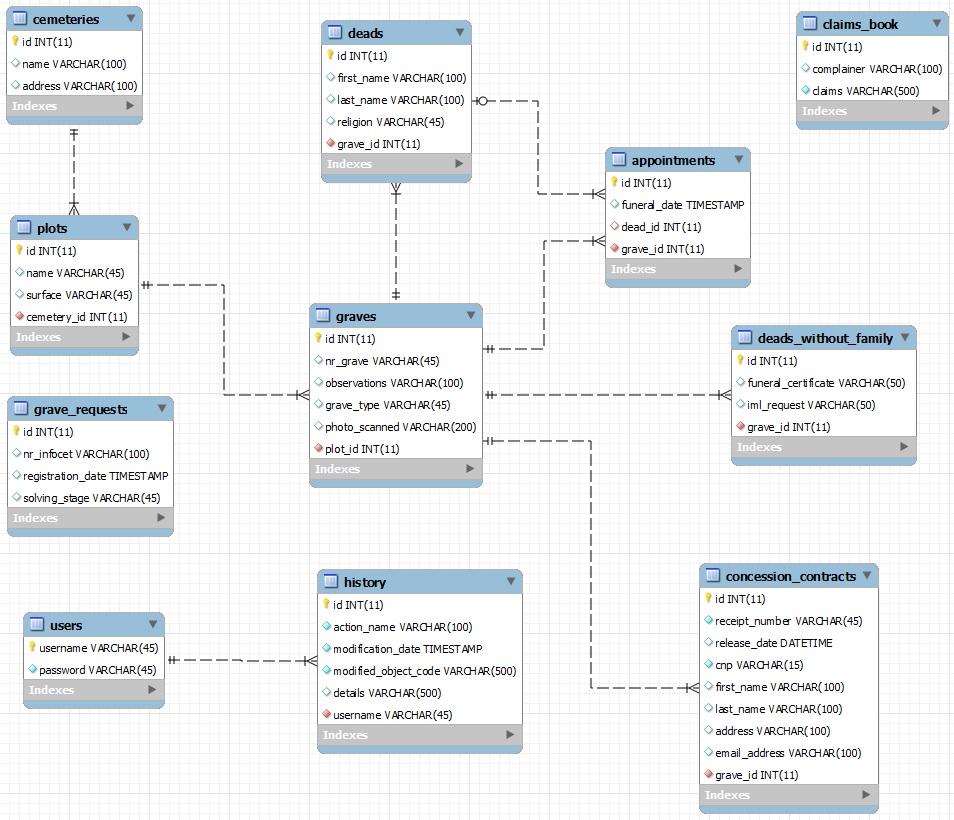 cemeteries
id INT(11)
name VARCHAR(100)
address VARCHAR(100)
Indexes
deads
id INT(11)
first_name VARCHAR(100)
last_name VARCHAR(100)
religion VARCHAR(45)
grave_id INT(11)
Indexes
claims_book
id INT(11)
complainer VARCHAR(100)
claims VARCHAR(500)
Indexes
appointments
id INT(11)
funeral_date TIMESTAMP
dead_id INT(11)
grave_id INT(11)
Indexes
plots
id INT(11)
name VARCHAR(45)
surface VARCHAR(45)
cemetery_id INT(11)
Indexes
graves
id INT(11)
nr_grave VARCHAR(45)
observations VARCHAR(100)
grave_type VARCHAR(45)
photo_scanned VARCHAR(200)
plot_id INT(11)
Indexes
deads_without_family
id INT(11)
funeral_certificate VARCHAR(50)
iml_request VARCHAR(50)
grave_id INT(11)
Indexes
grave_requests
id INT(11)
nr_infocet VARCHAR(100)
registration_date TIMESTAMP
solving_stage VARCHAR(45)
Indexes
users
username VARCHAR(45)
password VARCHAR(45)
Indexes
history
id INT(11)
action_name VARCHAR(100)
modification_date TIMESTAMP
modified_object_code VARCHAR(500)
details VARCHAR(500)
username VARCHAR(45)
Indexes
concession_contracts
id INT(11)
receipt_number VARCHAR(45)
release_date DATETIME
cnp VARCHAR(15)
first_name VARCHAR(100)
last_name VARCHAR(100)
address VARCHAR(100)
email_address VARCHAR(100)
grave_id INT(11)
Indexes